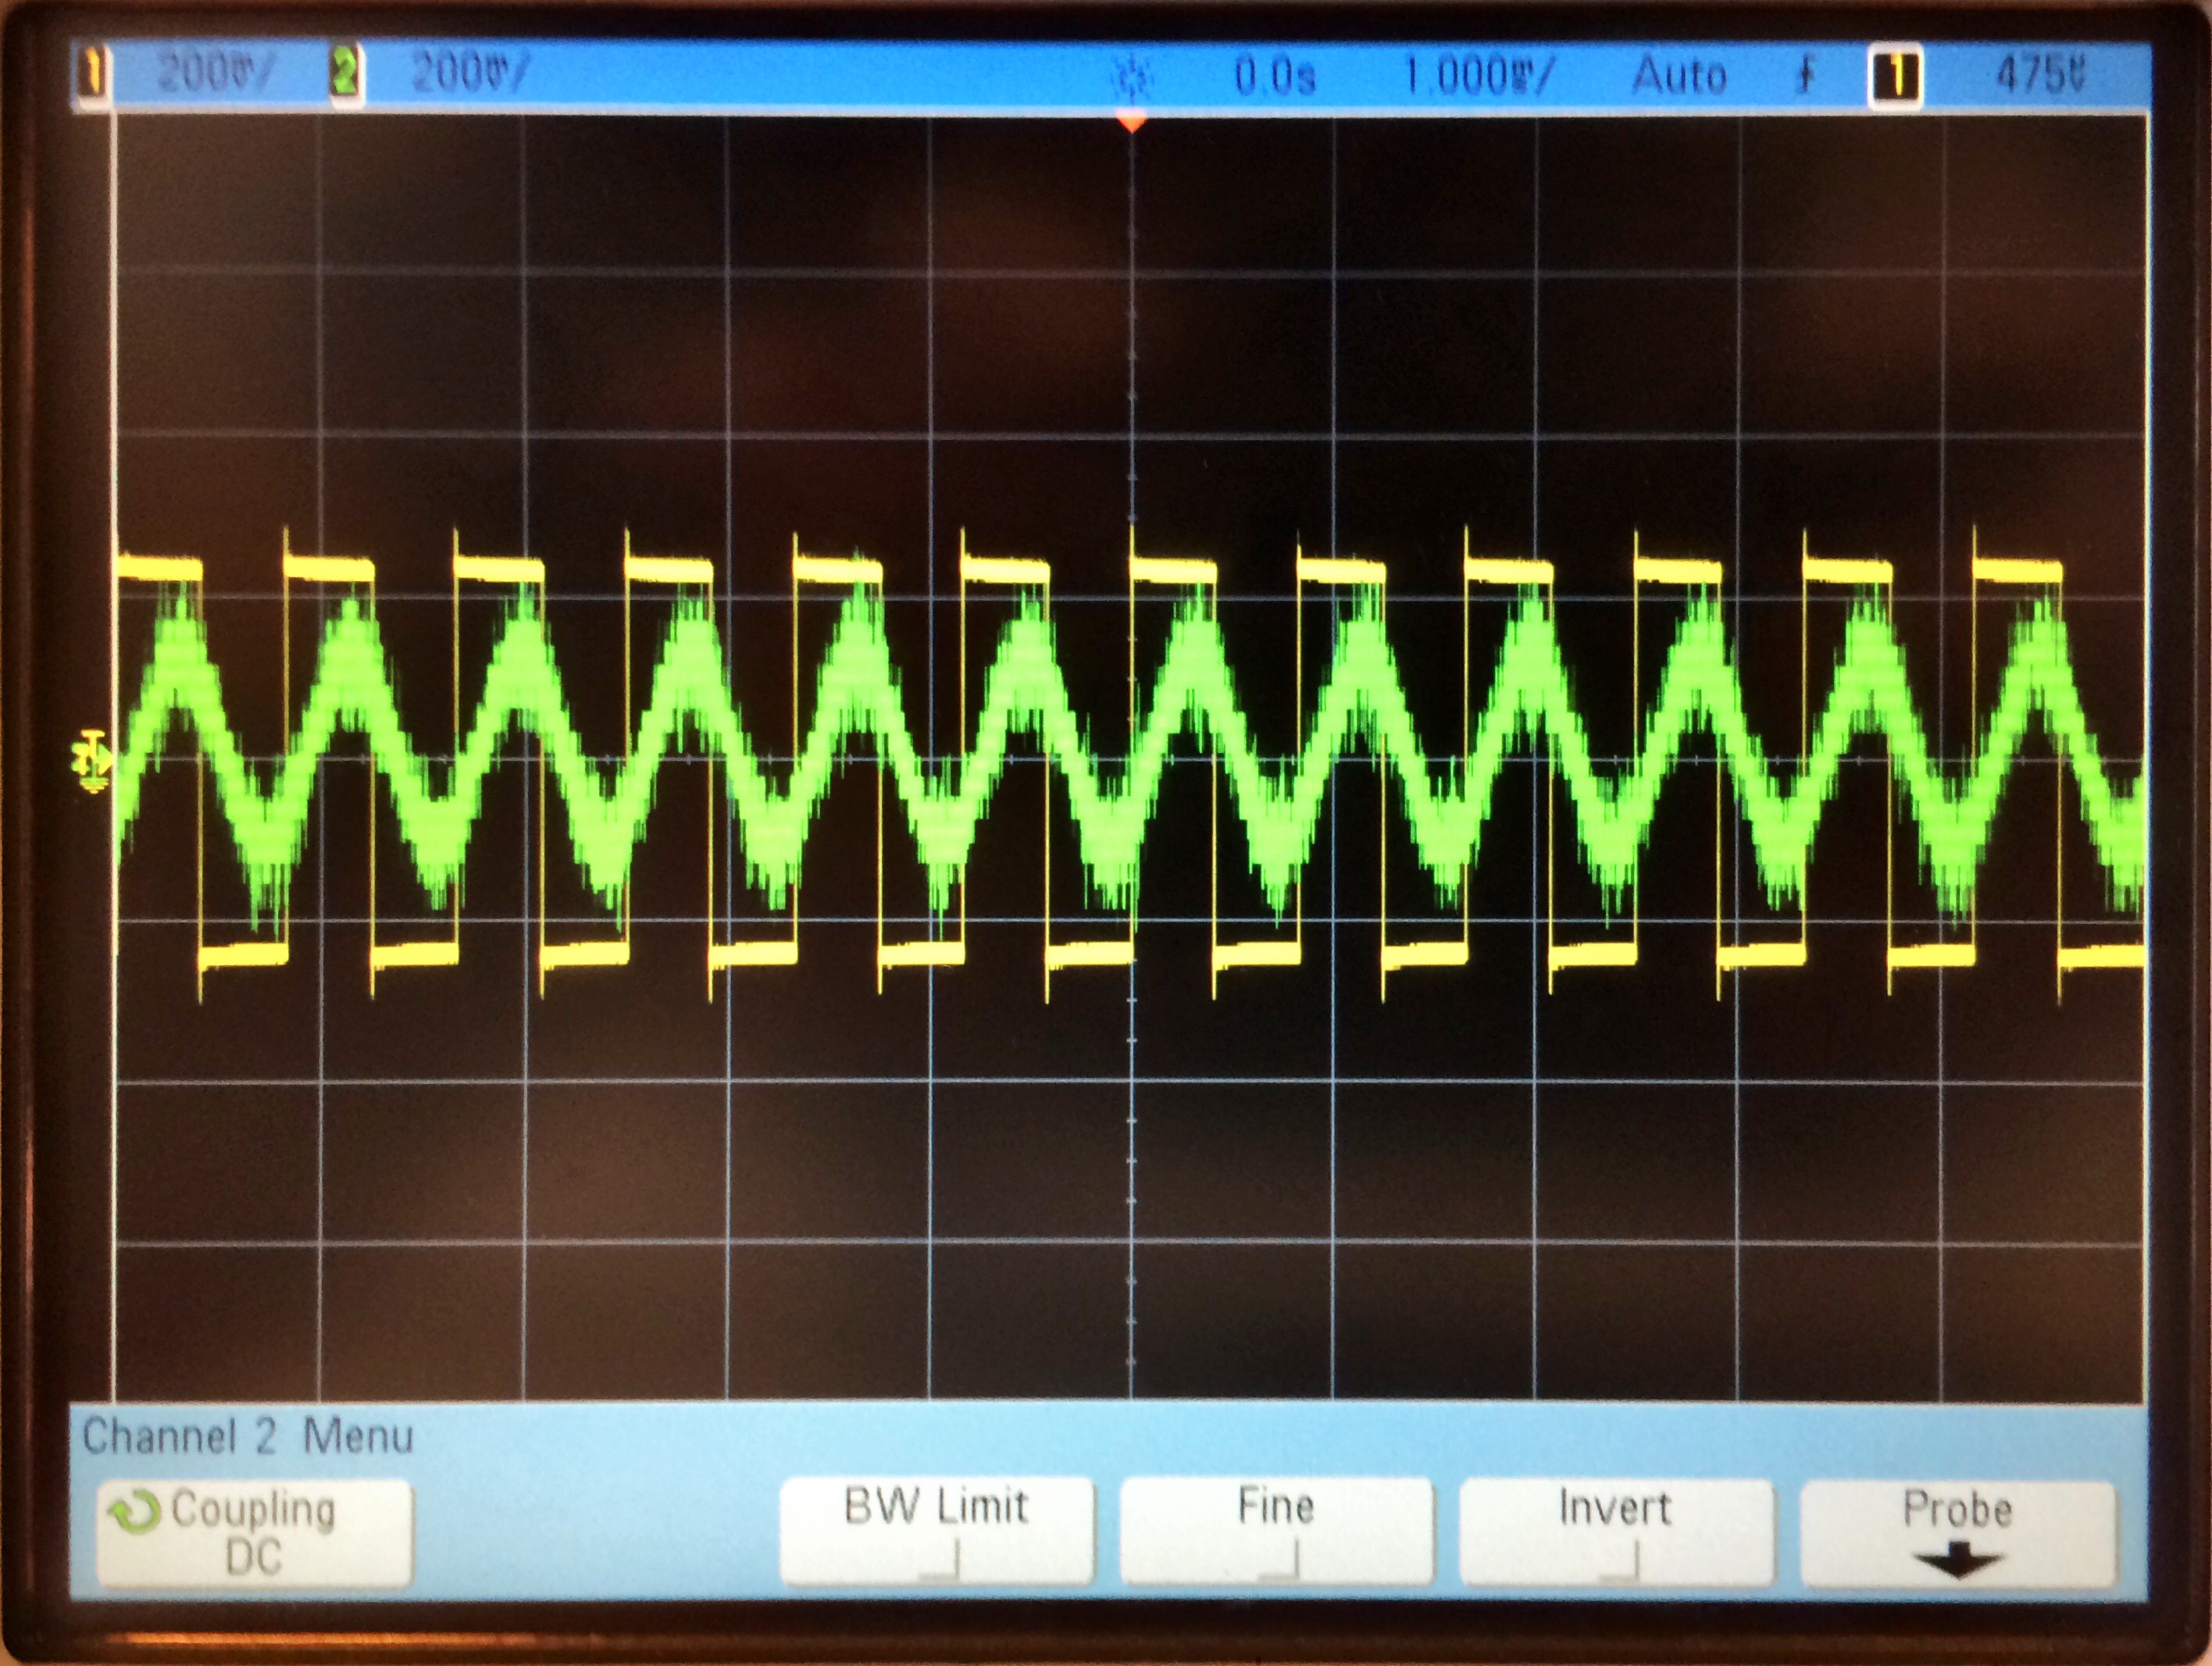 1 200mV/ 2 200mV/ 0.0s 1.000ms/ Auto 1 475V
Channel 2 Menu
Coupling BW Limit Fine Invert Probe
DC